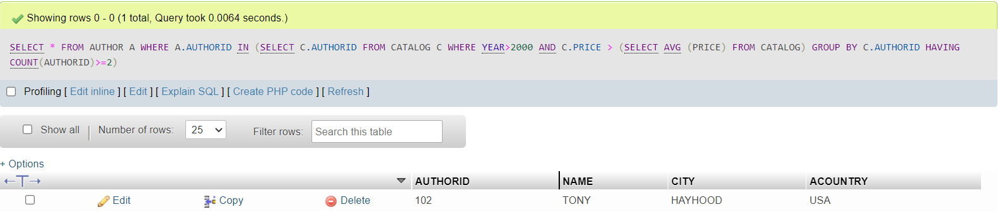 Showing rows 0 - 0 (1 total, Query took 0.0064 seconds.)
SELECT * FROM AUTHOR A WHERE A.AUTHORID IN (SELECT C.AUTHORID FROM CATALOG C WHERE YEAR>2000 AND C.PRICE > (SELECT AVG (PRICE) FROM CATALOG) GROUP BY C.AUTHORID HAVING
COUNT(AUTHORID)>=2)
Profiling [ Edit inline ] [ Edit ] [ Explain SQL ] [ Create PHP code ] [ Refresh ]
Show all | Number of rows: 25 Filter rows: Search this table
+ Options
←T→ AUTHORID NAME CITY ACOUNTRY
Edit Copy Delete 102 TONY HAYHOOD USA